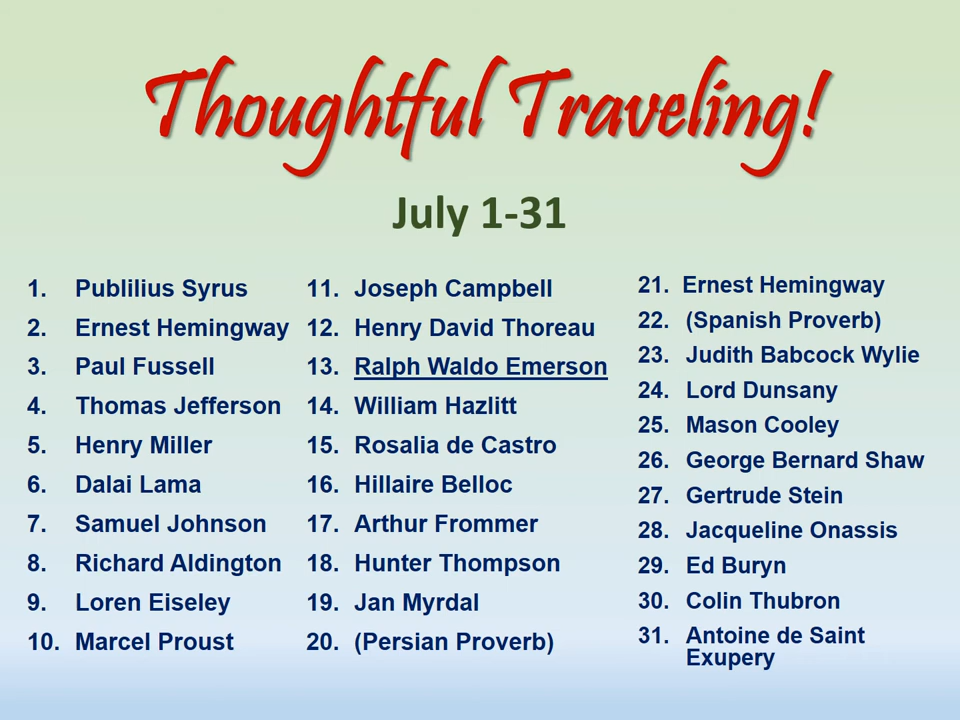 Thoughtful Traveling!
July 1-31
1. Publilius Syrus
2. Ernest Hemingway
3. Paul Fussell
4. Thomas Jefferson
5. Henry Miller
6. Dalai Lama
7. Samuel Johnson
8. Richard Aldington
9. Loren Eiseley
10. Marcel Proust
11. Joseph Campbell
12. Henry David Thoreau
13. Ralph Waldo Emerson
14. William Hazlitt
15. Rosalia de Castro
16. Hillaire Belloc
17. Arthur Frommer
18. Hunter Thompson
19. Jan Myrdal
20. (Persian Proverb)
21. Ernest Hemingway
22. (Spanish Proverb)
23. Judith Babcock Wylie
24. Lord Dunsany
25. Mason Cooley
26. George Bernard Shaw
27. Gertrude Stein
28. Jacqueline Onassis
29. Ed Buryn
30. Colin Thubron
31. Antoine de Saint
Exupery